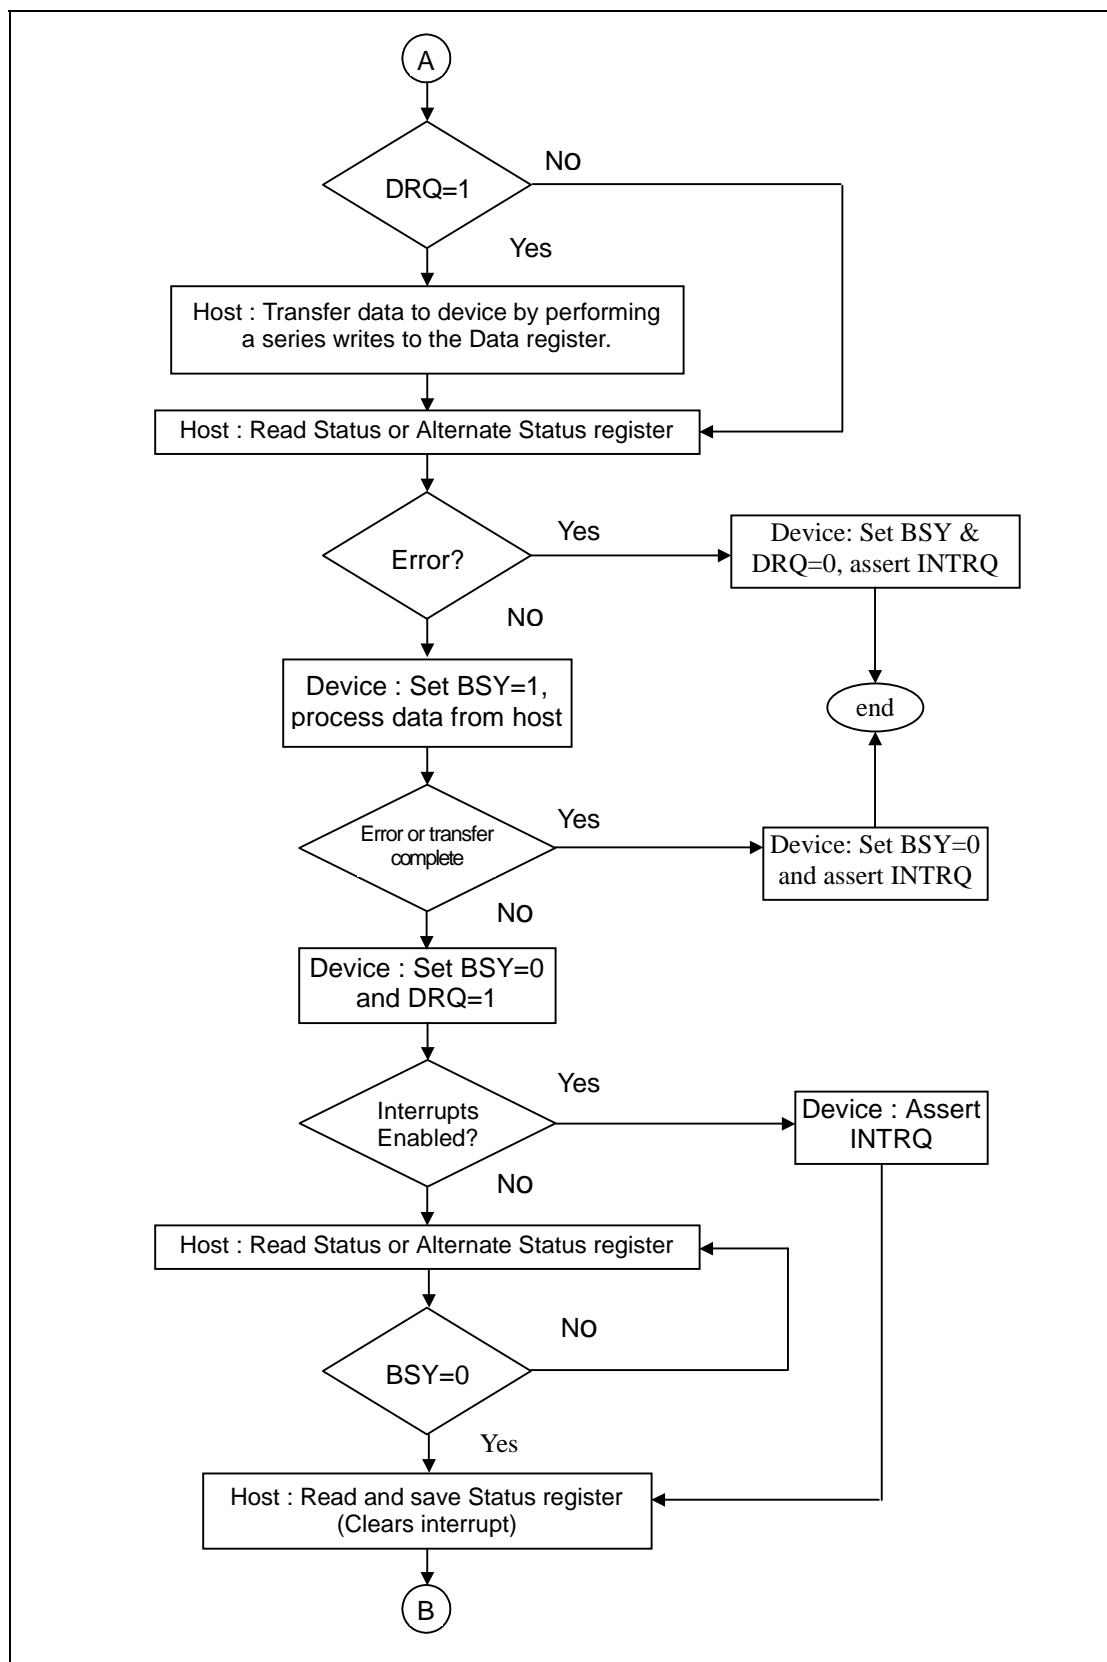 A
DRQ=1
No
Yes
Host : Transfer data to device by performing
a series writes to the Data register.
Host : Read Status or Alternate Status register
Error?
Yes
Device: Set BSY &
DRQ=0, assert INTRQ
No
Device : Set BSY=1,
process data from host
end
Error or transfer
complete
Yes
Device: Set BSY=0
and assert INTRQ
No
Device : Set BSY=0
and DRQ=1
Interrupts
Enabled?
Yes
Device : Assert
INTRQ
No
Host : Read Status or Alternate Status register
BSY=0
No
Yes
Host : Read and save Status register
(Clears interrupt)
B